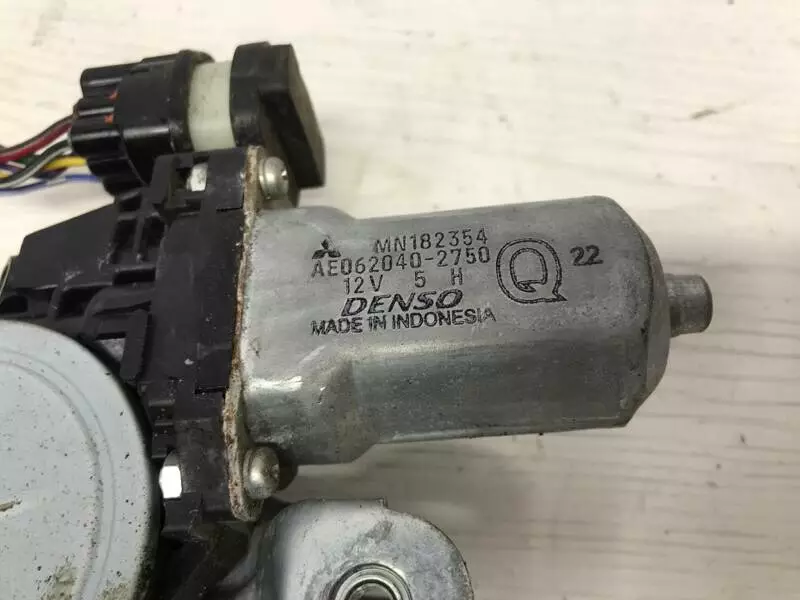 MN182354
AE062040-2750
12V 5 H
DENSO
MADE IN INDONESIA
Q 22